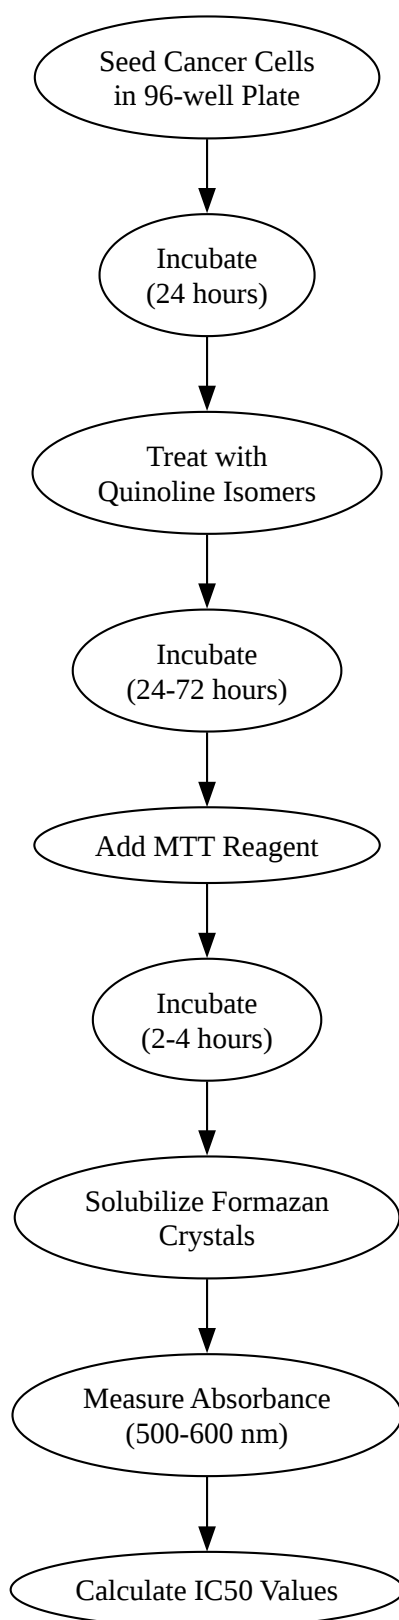 Seed Cancer Cells
in 96-well Plate
Incubate
(24 hours)
Treat with
Quinoline Isomers
Incubate
(24-72 hours)
Add MTT Reagent
Incubate
(2-4 hours)
Solubilize Formazan
Crystals
Measure Absorbance
(500-600 nm)
Calculate IC50 Values